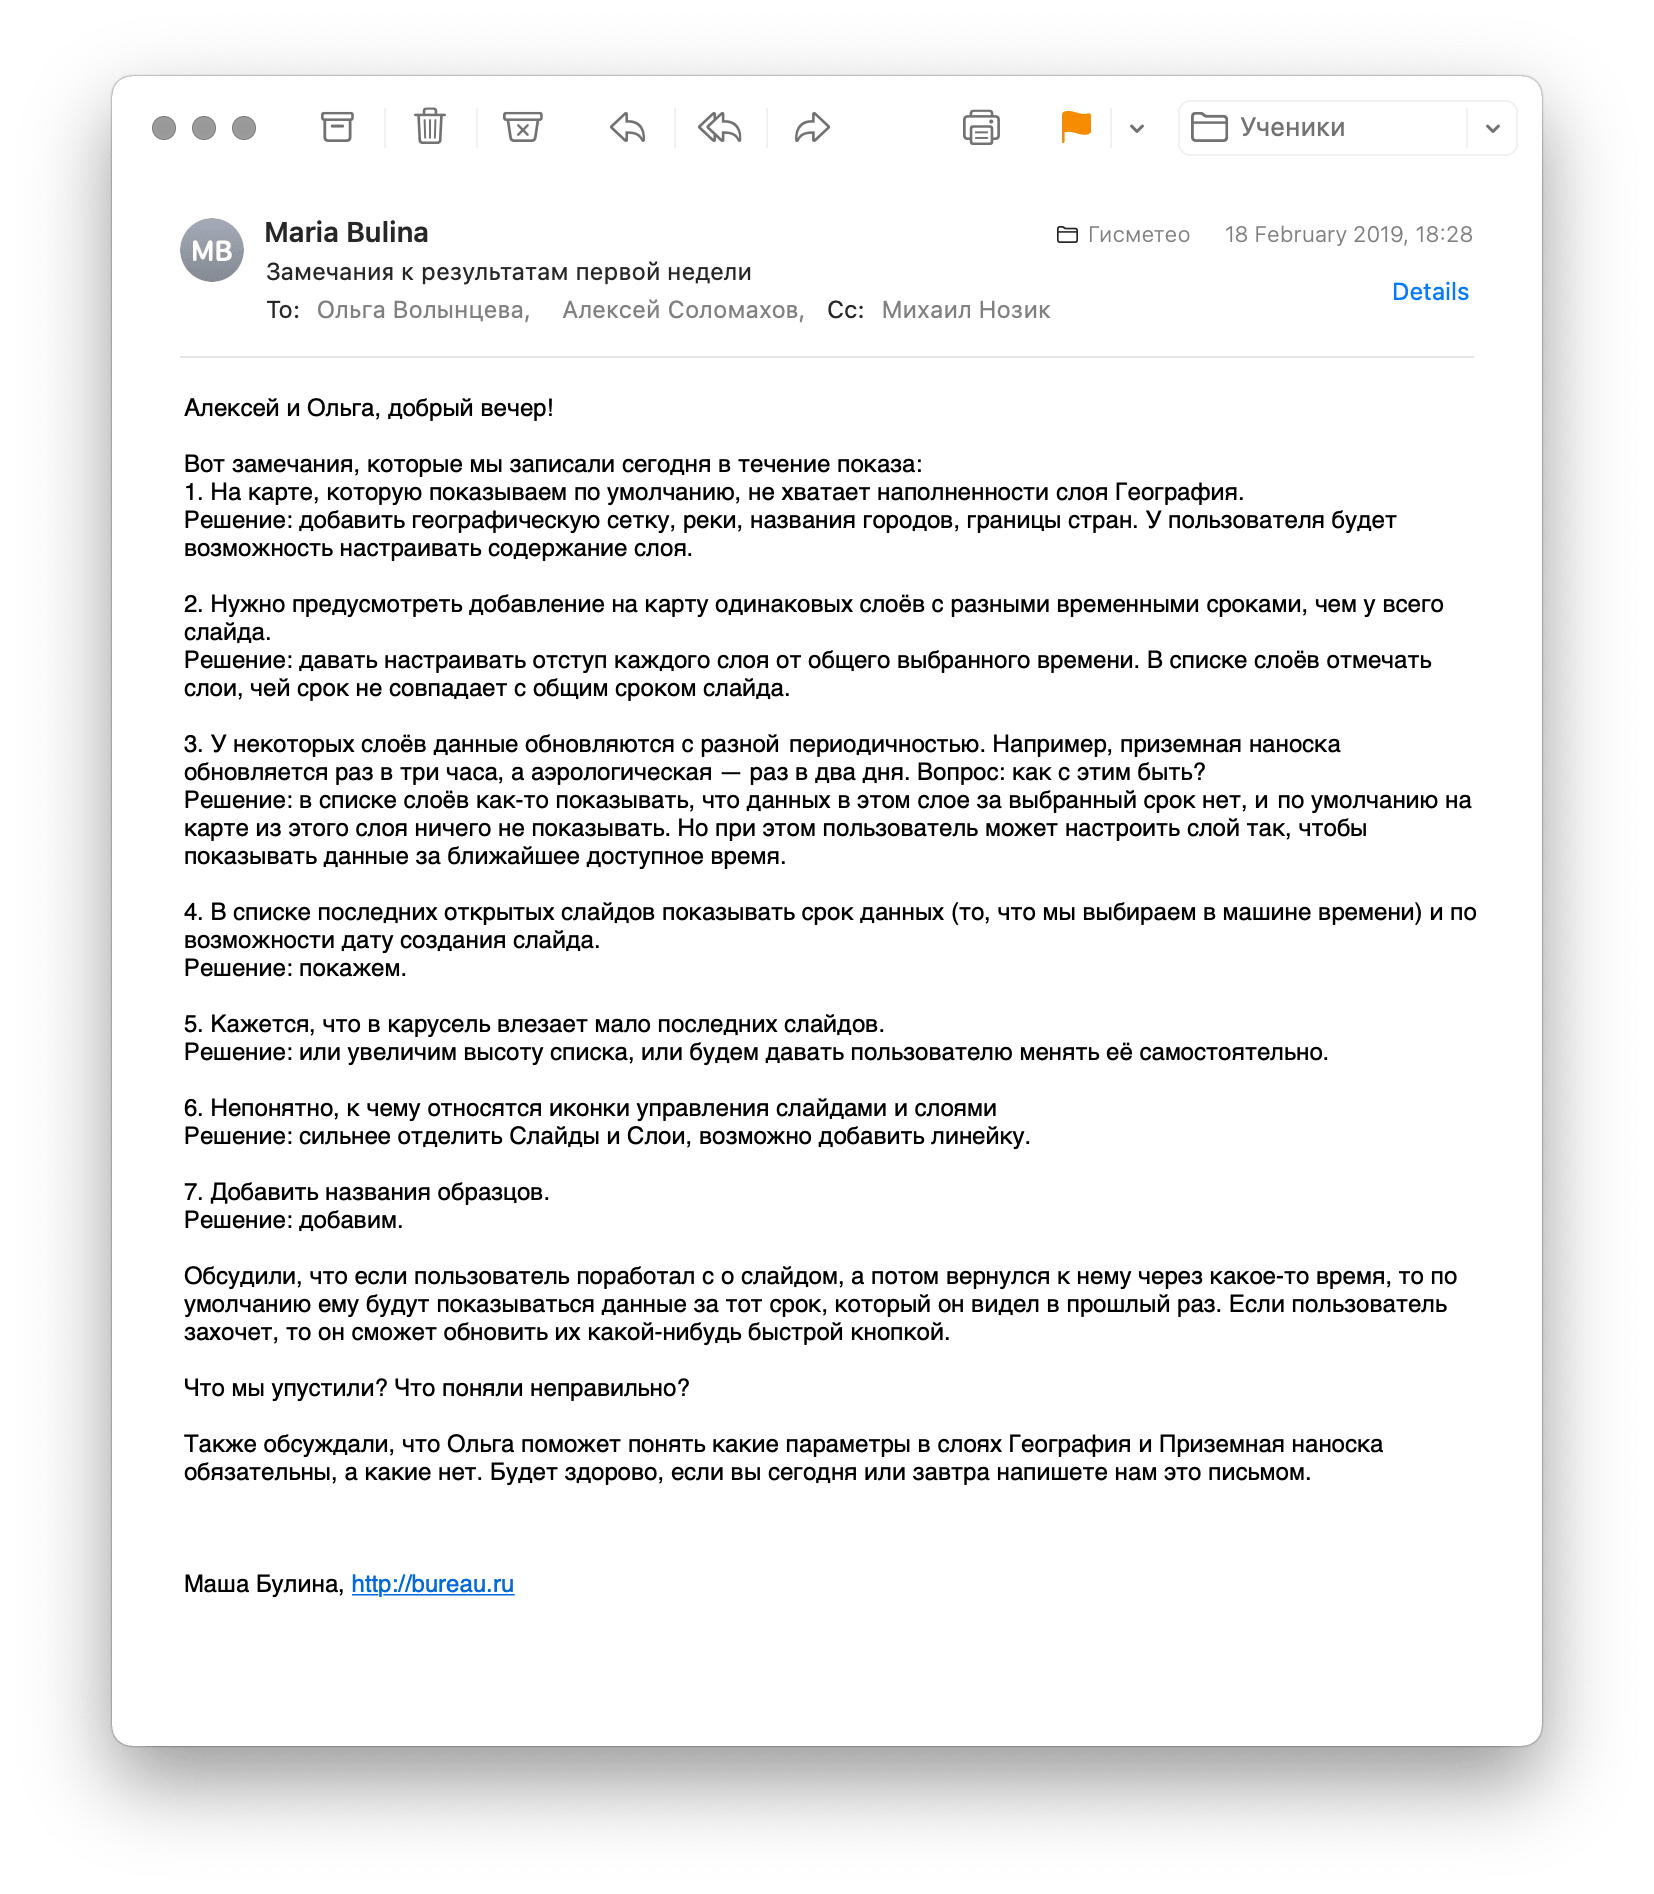 Ученики
MB
Maria Bulina
Гисметео
18 February 2019, 18:28
Замечания к результатам первой недели
Details
To: Ольга Волынцева, Алексей Соломахов, Cc: Михаил Нозик
Алексей и Ольга, добрый вечер!
Вот замечания, которые мы записали сегодня в течение показа:
1. На карте, которую показываем по умолчанию, не хватает наполненности слоя География.
Решение: добавить географическую сетку, реки, названия городов, границы стран. У пользователя будет
возможность настраивать содержание слоя.
2. Нужно предусмотреть добавление на карту одинаковых слоёв с разными временными сроками, чем у всего
слайда.
Решение: давать настраивать отступ каждого слоя от общего выбранного времени. В списке слоёв отмечать
слои, чей срок не совпадает с общим сроком слайда.
3. У некоторых слоёв данные обновляются с разной периодичностью. Например, приземная наноска
обновляется раз в три часа, а аэрологическая — раз в два дня. Вопрос: как с этим быть?
Решение: в списке слоёв как-то показывать, что данных в этом слое за выбранный срок нет, и по умолчанию на
карте из этого слоя ничего не показывать. Но при этом пользователь может настроить слой так, чтобы
показывать данные за ближайшее доступное время.
4. В списке последних открытых слайдов показывать срок данных (то, что мы выбираем в машине времени) и по
возможности дату создания слайда.
Решение: покажем.
5. Кажется, что в карусель влезает мало последних слайдов.
Решение: или увеличим высоту списка, или будем давать пользователю менять её самостоятельно.
6. Непонятно, к чему относятся иконки управления слайдами и слоями
Решение: сильнее отделить Слайды и Слои, возможно добавить линейку.
7. Добавить названия образцов.
Решение: добавим.
Обсудили, что если пользователь поработал с о слайдом, а потом вернулся к нему через какое-то время, то по
умолчанию ему будут показываться данные за тот срок, который он видел в прошлый раз. Если пользователь
захочет, то он сможет обновить их какой-нибудь быстрой кнопкой.
Что мы упустили? Что поняли неправильно?
Также обсуждали, что Ольга поможет понять какие параметры в слоях География и Приземная наноска
обязательны, а какие нет. Будет здорово, если вы сегодня или завтра напишете нам это письмом.
Маша Булина, http://bureau.ru